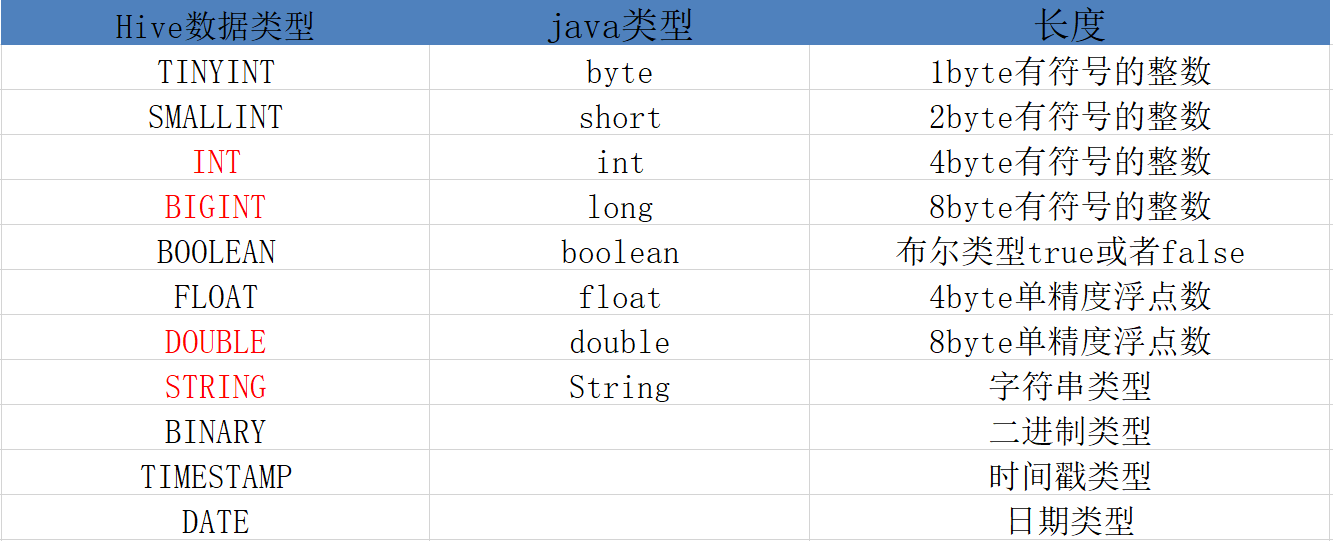 Hive数据类型 java类型 长度
TINYINT byte 1byte有符号的整数
SMALLINT short 2byte有符号的整数
INT int 4byte有符号的整数
BIGINT long 8byte有符号的整数
BOOLEAN boolean 布尔类型true或者false
FLOAT float 4byte单精度浮点数
DOUBLE double 8byte单精度浮点数
STRING String 字符串类型
BINARY 二进制类型
TIMESTAMP 时间戳类型
DATE 日期类型